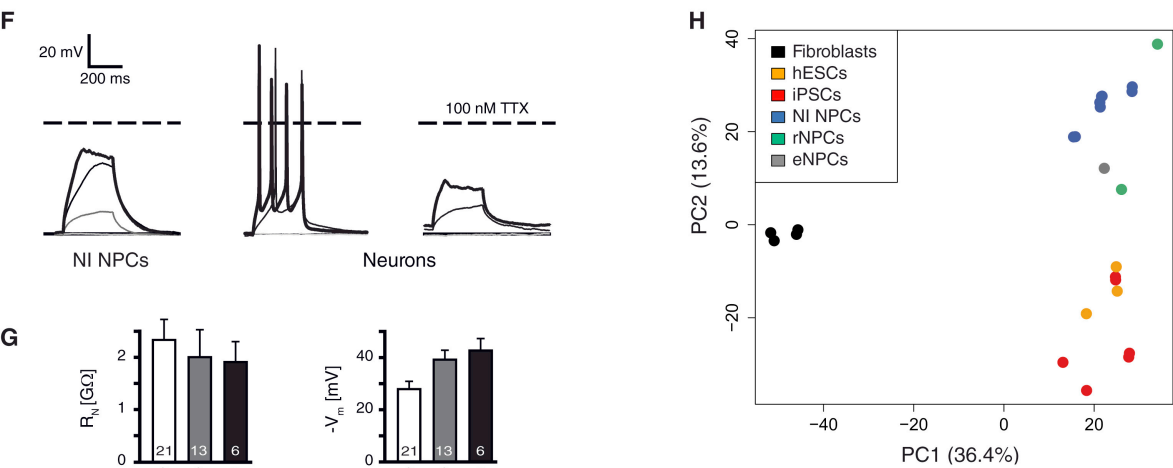 F
20 mV
200 ms
100 nM TTX
NI NPCs
Neurons
G
R_N [GΩ]
2
1
0
21
13
6
-V_m [mV]
40
20
0
21
13
6
H
Fibroblasts
hESCs
iPSCs
NI NPCs
rNPCs
eNPCs
PC2 (13.6%)
40
20
0
−20
−40
−20
0
20
PC1 (36.4%)